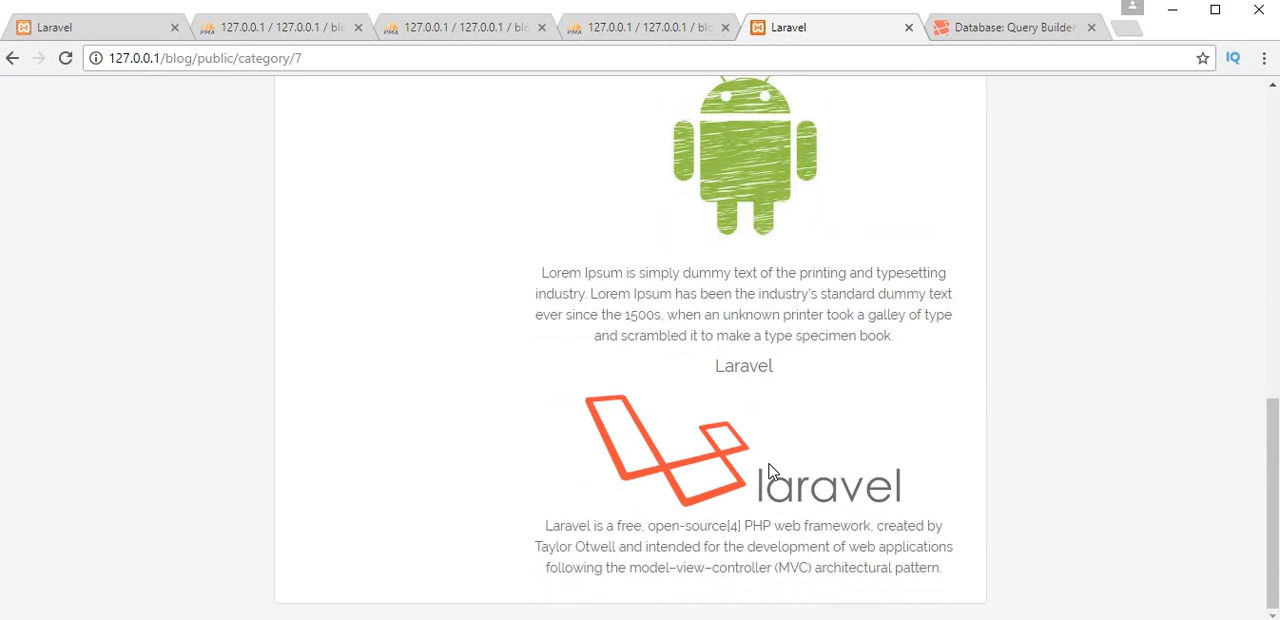 Laravel
127.0.0.1 / 127.0.0.1 / blo
127.0.0.1 / 127.0.0.1 / blo
127.0.0.1 / 127.0.0.1 / blo
Laravel
Database: Query Builder
127.0.0.1/blog/public/category/7
IQ
Lorem Ipsum is simply dummy text of the printing and typesetting
industry. Lorem Ipsum has been the industry's standard dummy text
ever since the 1500s, when an unknown printer took a galley of type
and scrambled it to make a type specimen book.
Laravel
laravel
Laravel is a free, open-source[4] PHP web framework, created by
Taylor Otwell and intended for the development of web applications
following the model–view–controller (MVC) architectural pattern.